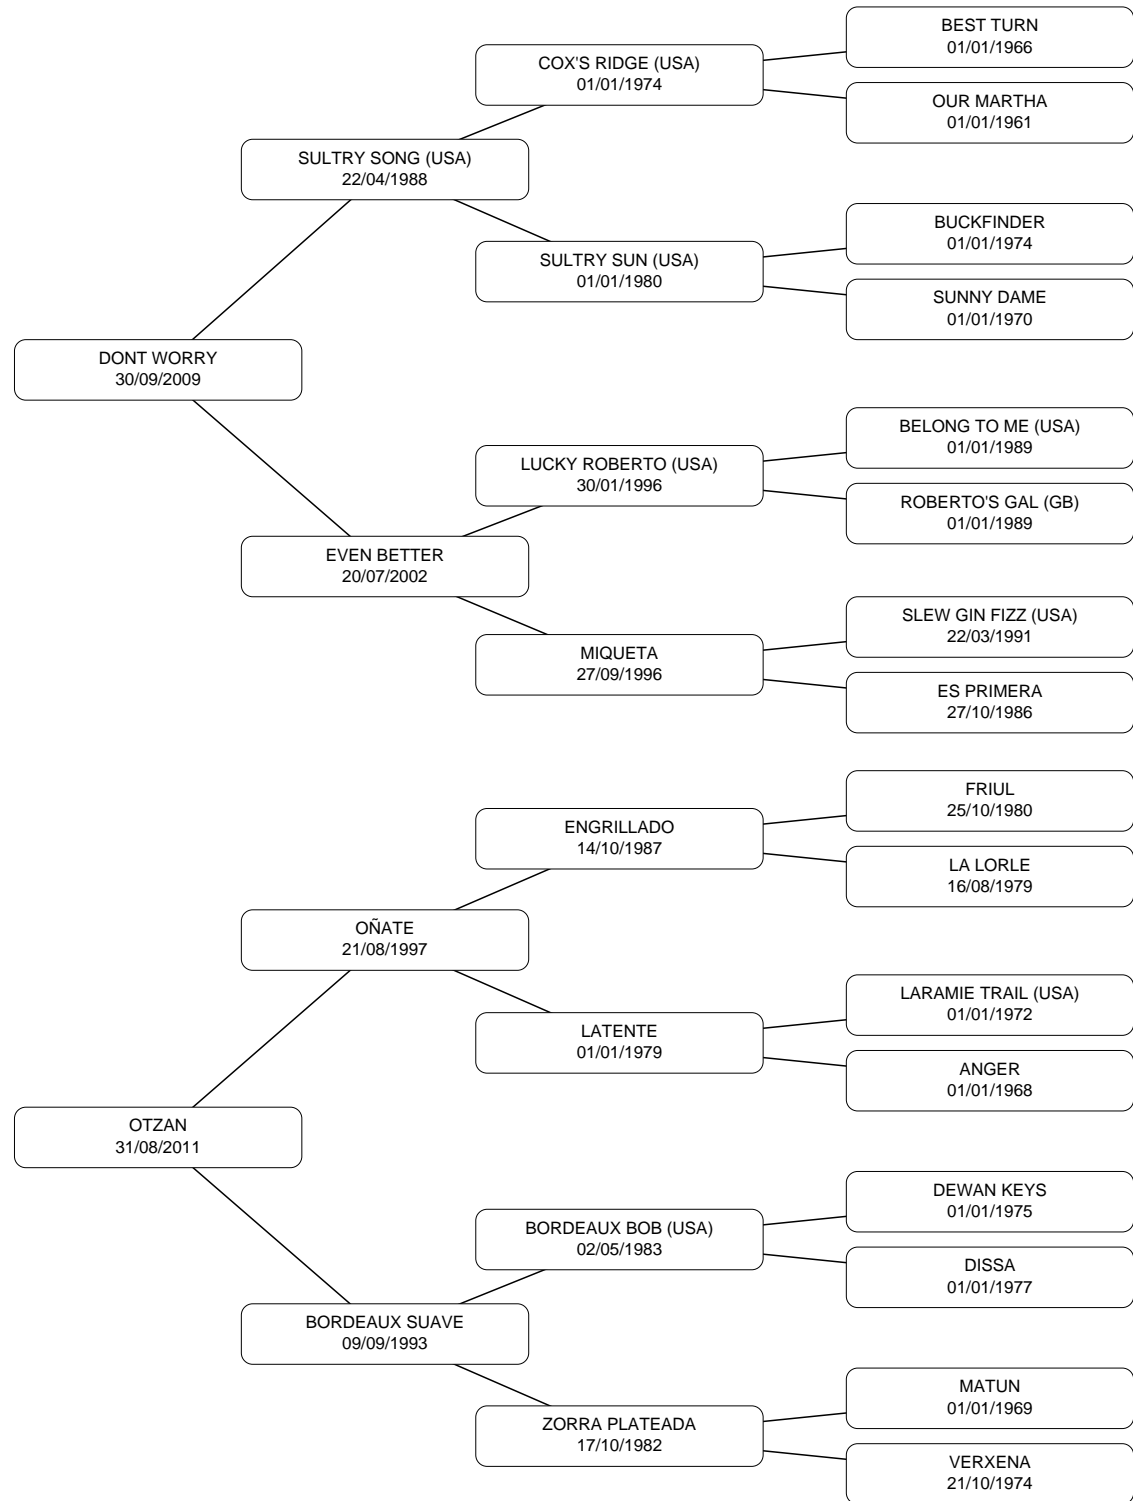 BEST TURN
01/01/1966
COX'S RIDGE (USA)
01/01/1974
OUR MARTHA
01/01/1961
SULTRY SONG (USA)
22/04/1988
BUCKFINDER
01/01/1974
SULTRY SUN (USA)
01/01/1980
SUNNY DAME
01/01/1970
DONT WORRY
30/09/2009
BELONG TO ME (USA)
01/01/1989
LUCKY ROBERTO (USA)
30/01/1996
ROBERTO'S GAL (GB)
01/01/1989
EVEN BETTER
20/07/2002
SLEW GIN FIZZ (USA)
22/03/1991
MIQUETA
27/09/1996
ES PRIMERA
27/10/1986
FRIUL
25/10/1980
ENGRILLADO
14/10/1987
LA LORLE
16/08/1979
OÑATE
21/08/1997
LARAMIE TRAIL (USA)
01/01/1972
LATENTE
01/01/1979
ANGER
01/01/1968
OTZAN
31/08/2011
DEWAN KEYS
01/01/1975
BORDEAUX BOB (USA)
02/05/1983
DISSA
01/01/1977
BORDEAUX SUAVE
09/09/1993
MATUN
01/01/1969
ZORRA PLATEADA
17/10/1982
VERXENA
21/10/1974